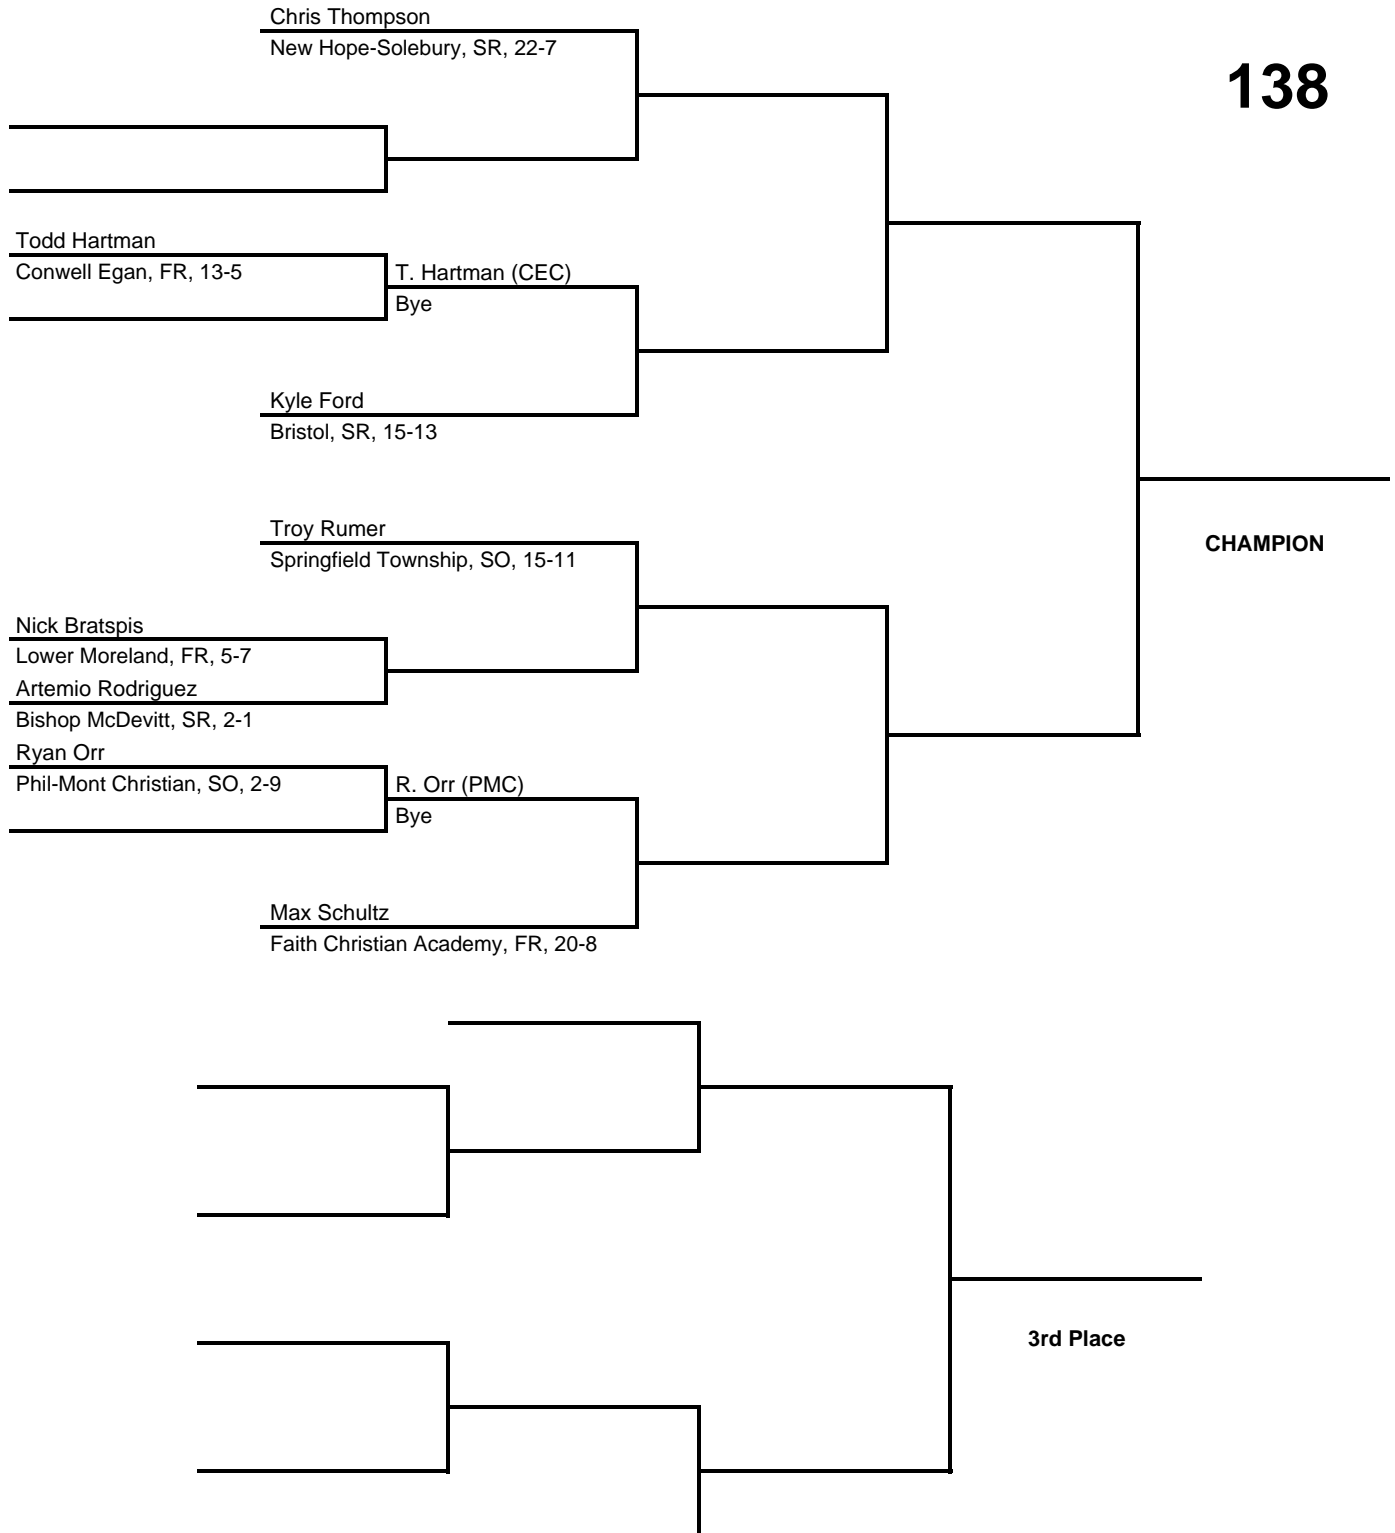 Chris Thompson
New Hope-Solebury, SR, 22-7
138
Todd Hartman
Conwell Egan, FR, 13-5
T. Hartman (CEC)
Bye
Kyle Ford
Bristol, SR, 15-13
Troy Rumer
Springfield Township, SO, 15-11
CHAMPION
Nick Bratspis
Lower Moreland, FR, 5-7
Artemio Rodriguez
Bishop McDevitt, SR, 2-1
Ryan Orr
Phil-Mont Christian, SO, 2-9
R. Orr (PMC)
Bye
Max Schultz
Faith Christian Academy, FR, 20-8
3rd Place